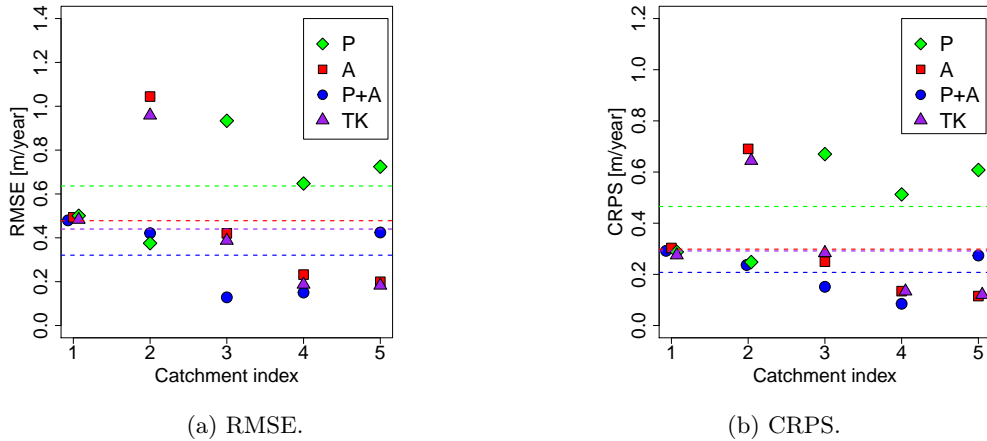 RMSE [m/year]
0.0 0.2 0.4 0.6 0.8 1.0 1.2 1.4
P
A
P+A
TK
1 2 3 4 5
Catchment index
(a) RMSE.
CRPS [m/year]
0.0 0.2 0.4 0.6 0.8 1.0 1.2
P
A
P+A
TK
1 2 3 4 5
Catchment index
(b) CRPS.